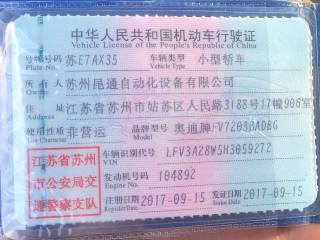 中华人民共和国机动车行驶证
Vehicle License of the People's Republic of China
号牌号码 苏E7AX35 车辆类型 小型轿车
Plate No. Vehicle Type
所有人 苏州昆通自动化设备有限公司
Owner
住址 江苏省苏州市姑苏区人民路3188号17幢906室
Address
使用性质 非营运 品牌型号 奥迪牌FV7203BADBG
Use Character Model
江苏省苏州
市公安局交
通警察支队
车辆识别代号 LFV3A28W5H3059272
VIN
发动机号码 104892
Engine No.
注册日期 2017-09-15 发证日期 2017-09-15
Register Date Issue Date